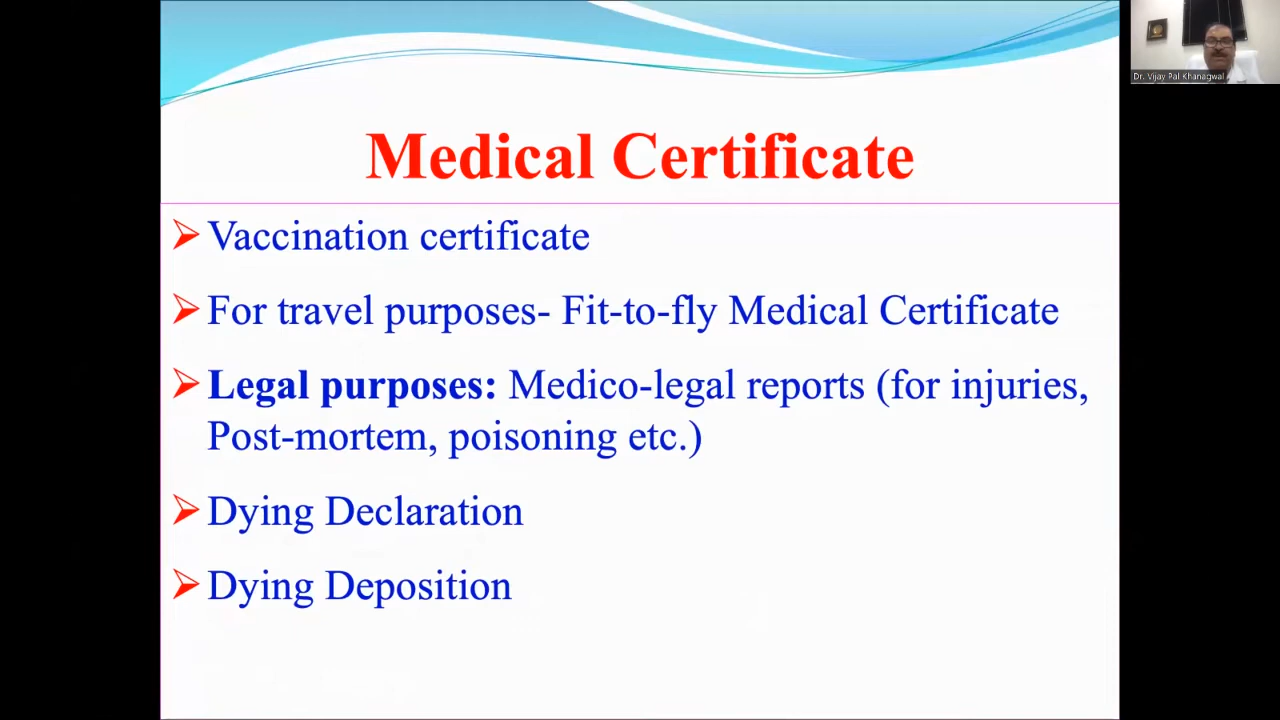 Medical Certificate
Vaccination certificate
For travel purposes- Fit-to-fly Medical Certificate
Legal purposes: Medico-legal reports (for injuries,
Post-mortem, poisoning etc.)
Dying Declaration
Dying Deposition
Dr. Vijay Pal Khanagwal